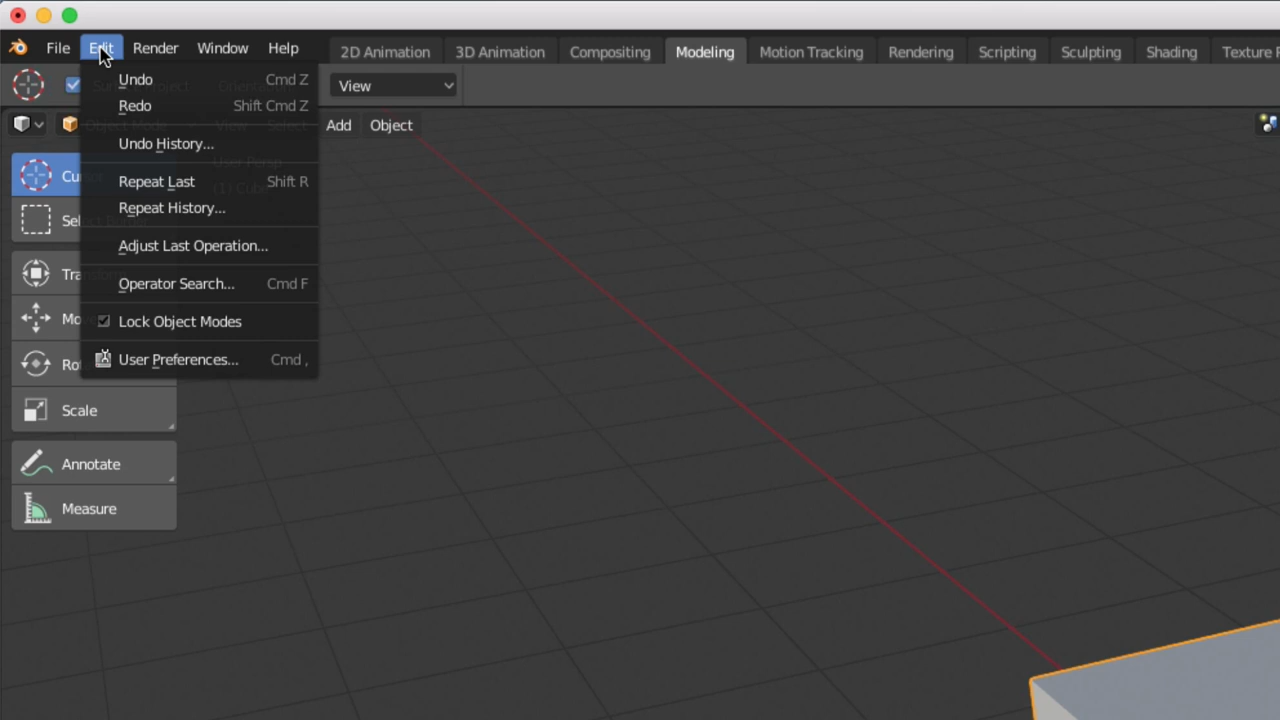 File Edit Render Window Help
2D Animation 3D Animation Compositing Modeling Motion Tracking Rendering Scripting Sculpting Shading Texture
View
Undo Cmd Z
Redo Shift Cmd Z
Add Object
Undo History...
Repeat Last Shift R
Repeat History...
Adjust Last Operation...
Operator Search... Cmd F
Lock Object Modes
User Preferences... Cmd ,
Scale
Annotate
Measure